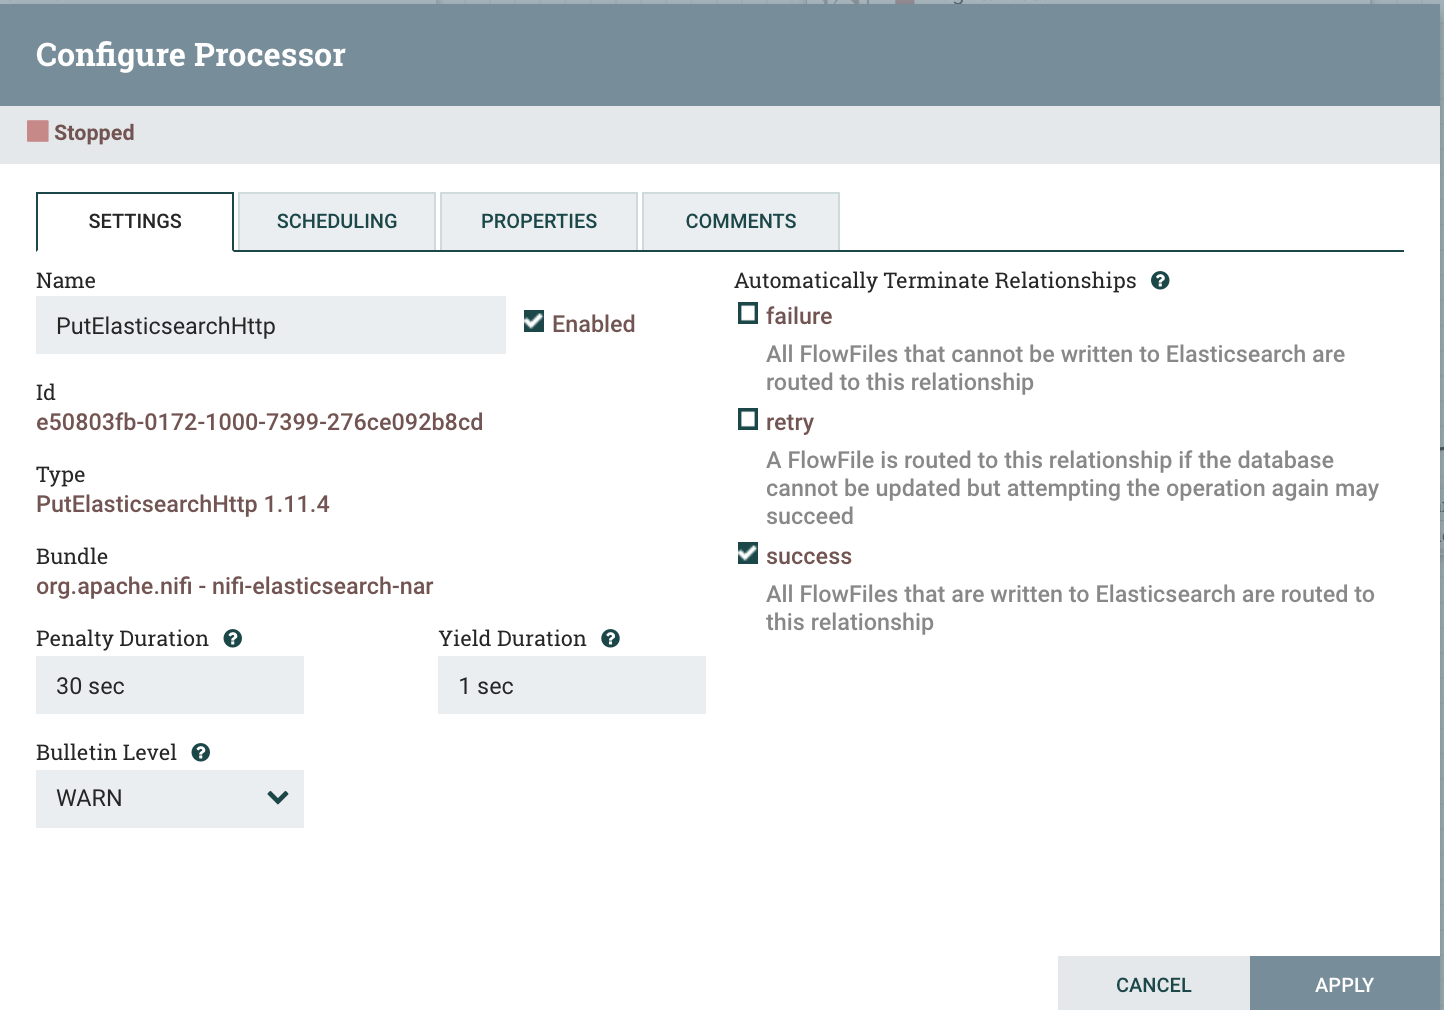 Configure Processor
Stopped
SETTINGS
SCHEDULING
PROPERTIES
COMMENTS
Name
PutElasticsearchHttp
Enabled
Id
e50803fb-0172-1000-7399-276ce092b8cd
Type
PutElasticsearchHttp 1.11.4
Bundle
org.apache.nifi - nifi-elasticsearch-nar
Penalty Duration
Yield Duration
30 sec
1 sec
Bulletin Level
WARN
Automatically Terminate Relationships
failure
All FlowFiles that cannot be written to Elasticsearch are
routed to this relationship
retry
A FlowFile is routed to this relationship if the database
cannot be updated but attempting the operation again may
succeed
success
All FlowFiles that are written to Elasticsearch are routed to
this relationship
CANCEL
APPLY